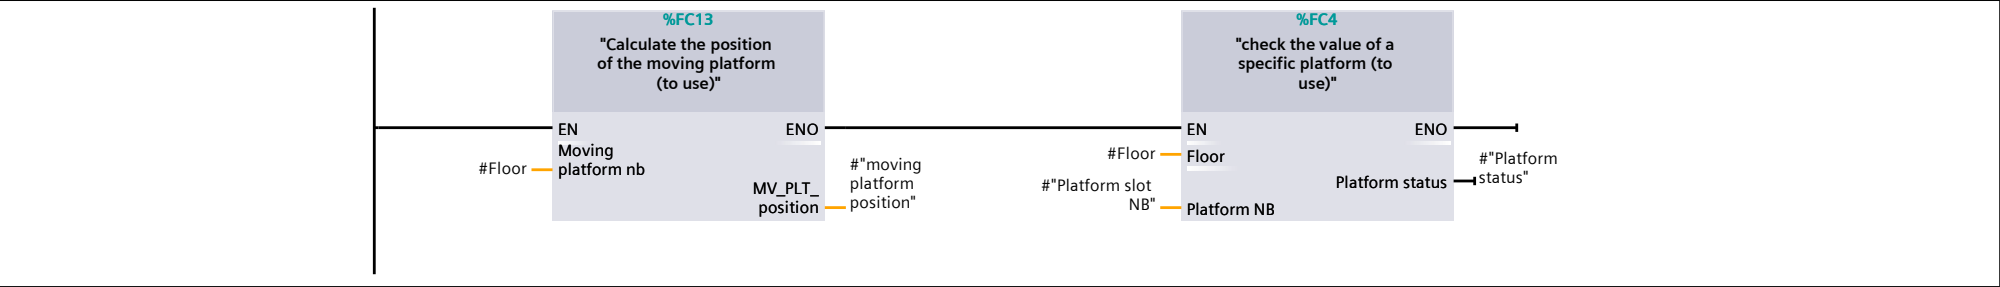 %FC13
"Calculate the position
of the moving platform
(to use)"
EN
ENO
#Floor
Moving
platform nb
MV_PLT_
position
#"moving
platform
position"
%FC4
"check the value of a
specific platform (to
use)"
EN
ENO
#Floor
Floor
#"Platform slot
NB"
Platform NB
Platform status
#"Platform
status"